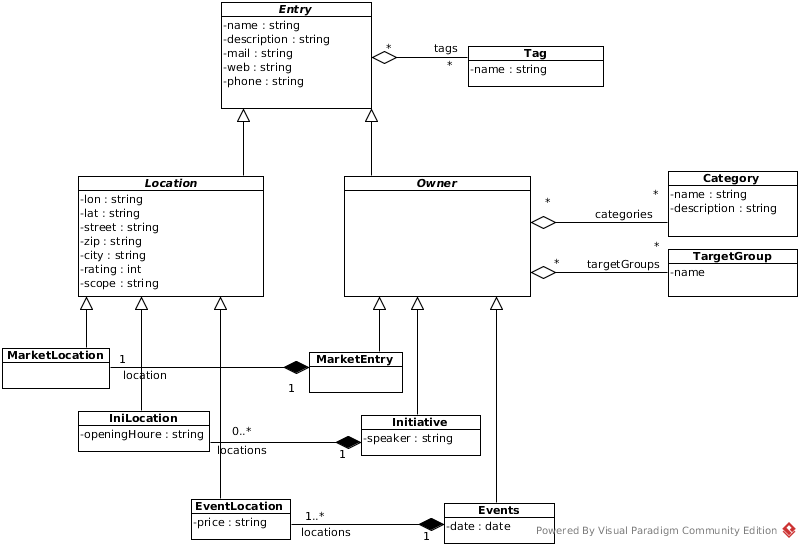 Entry
-name : string
-description : string
-mail : string
-web : string
-phone : string
* tags
*
Tag
-name : string
Location
-lon : string
-lat : string
-street : string
-zip : string
-city : string
-rating : int
-scope : string
Owner
*
*
categories
Category
-name : string
-description : string
*
*
targetGroups
TargetGroup
-name
MarketLocation
1
location
1
MarketEntry
IniLocation
-openingHoure : string
0..*
locations
1
Initiative
-speaker : string
EventLocation
-price : string
1..*
locations
1
Events
-date : date
Powered By Visual Paradigm Community Edition